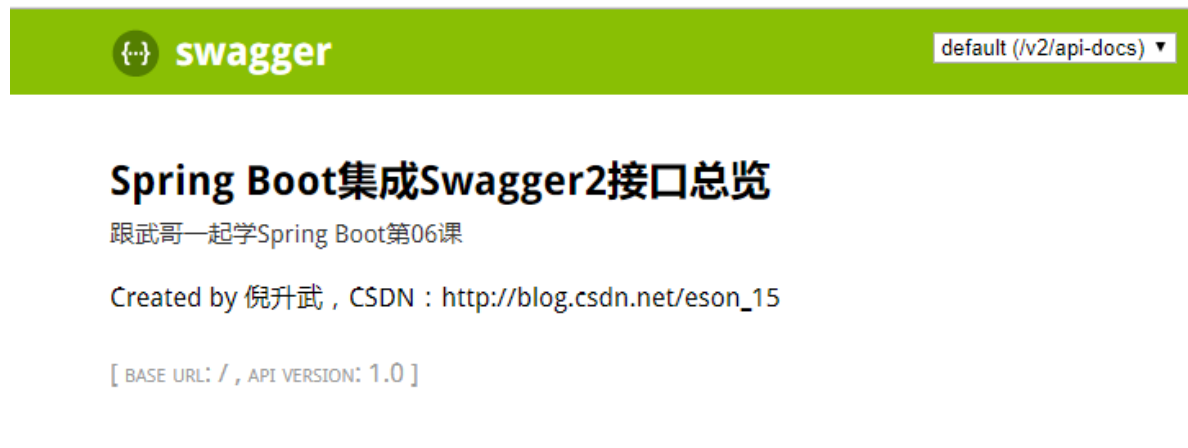 {···} swagger
default (/v2/api-docs)
Spring Boot集成Swagger2接口总览
跟武哥一起学Spring Boot第06课
Created by 倪升武，CSDN：http://blog.csdn.net/eson_15
[ BASE URL: / , API VERSION: 1.0 ]